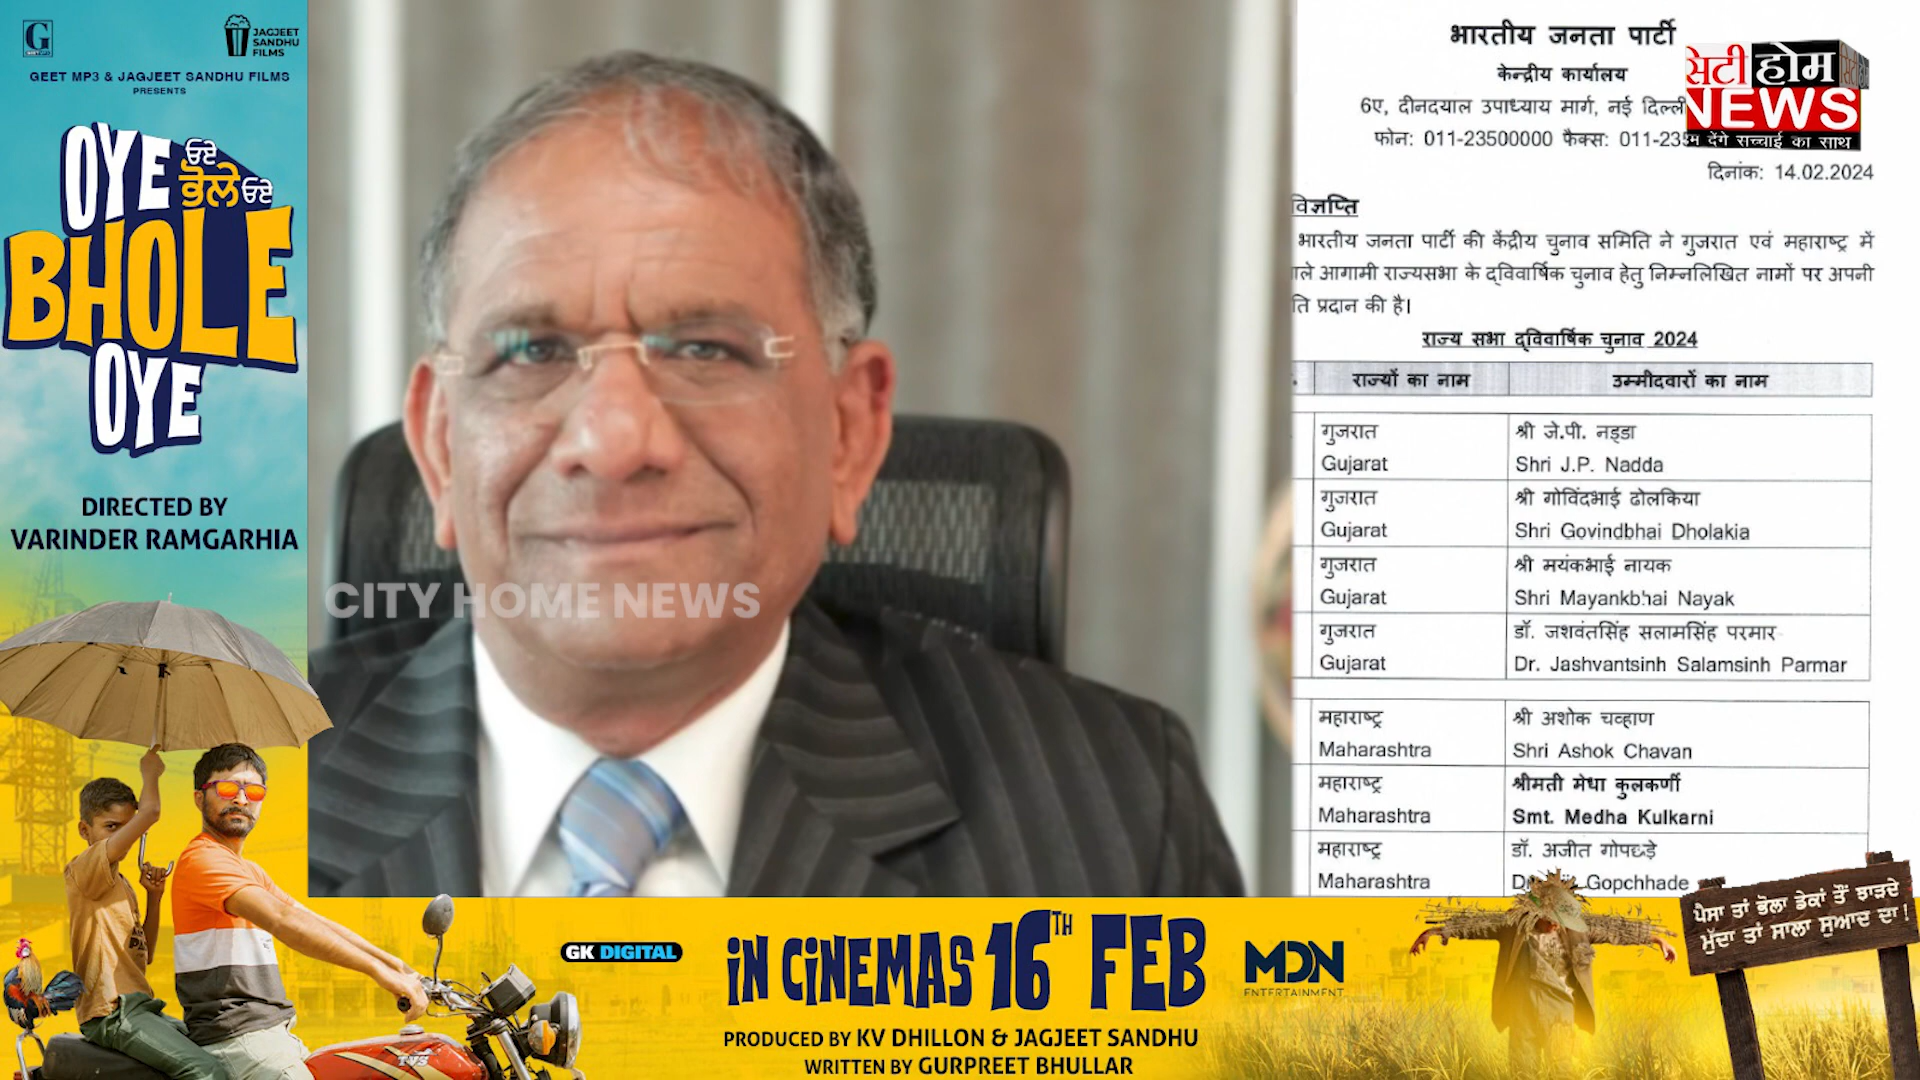 G
JAGJEET
SANDHU
FILMS
GEET MP3 & JAGJEET SANDHU FILMS
PRESENTS
OYE ਓਏ
ਭੋਲੇ ਓਏ
BHOLE
OYE
DIRECTED BY
VARINDER RAMGARHIA
CITY HOME NEWS
भारतीय जनता पार्टी
केन्द्रीय कार्यालय
6ए, दीनदयाल उपाध्याय मार्ग, नई दिल्ली
फोन: 011-23500000 फैक्स: 011-235
दिनांक: 14.02.2024
सिटी होम
NEWS
म देंगे सच्चाई का साथ
विज्ञप्ति
भारतीय जनता पार्टी की केंद्रीय चुनाव समिति ने गुजरात एवं महाराष्ट्र में
ाले आगामी राज्यसभा के द्विवार्षिक चुनाव हेतु निम्नलिखित नामों पर अपनी
ति प्रदान की है।
राज्य सभा द्विवार्षिक चुनाव 2024
राज्यों का नाम उम्मीदवारों का नाम
गुजरात श्री जे.पी. नड्डा
Gujarat Shri J.P. Nadda
गुजरात श्री गोविंदभाई ढोलकिया
Gujarat Shri Govindbhai Dholakia
गुजरात श्री मयंकभाई नायक
Gujarat Shri Mayankbhai Nayak
गुजरात डॉ. जशवंतसिंह सलामसिंह परमार
Gujarat Dr. Jashvantsinh Salamsinh Parmar
महाराष्ट्र श्री अशोक चव्हाण
Maharashtra Shri Ashok Chavan
महाराष्ट्र श्रीमती मेधा कुलकर्णी
Maharashtra Smt. Medha Kulkarni
महाराष्ट्र डॉ. अजीत गोपछड़े
Maharashtra Gopchhade
ਪੈਸਾ ਤਾਂ ਭੋਲਾ ਡੇਕਾਂ ਤੋਂ ਝਾੜਦੇ
ਮੁੱਦਾ ਤਾਂ ਸਾਲਾ ਸੁਆਦ ਦਾ !
GK DIGITAL
IN CINEMAS 16TH FEB
MDN
ENTERTAINMENT
PRODUCED BY KV DHILLON & JAGJEET SANDHU
WRITTEN BY GURPREET BHULLAR
TVS